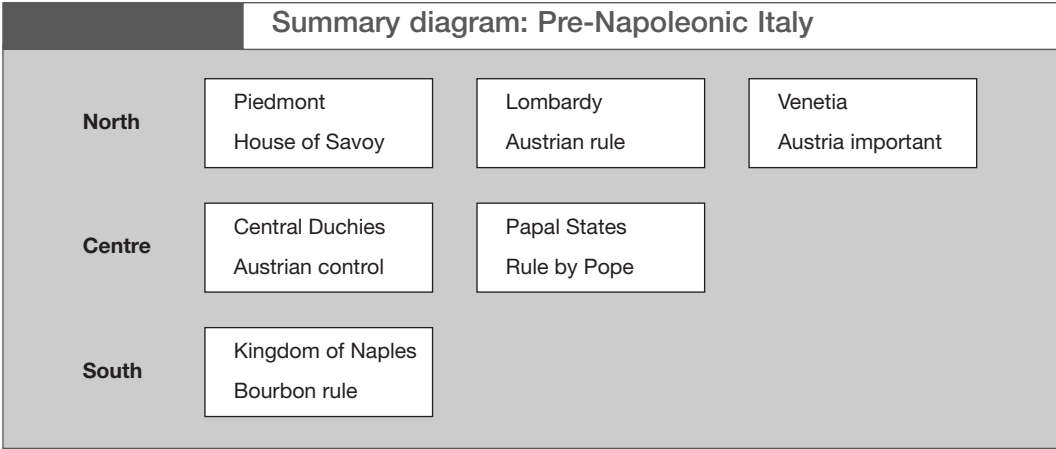 Summary diagram: Pre-Napoleonic Italy
North
Piedmont
House of Savoy
Lombardy
Austrian rule
Venetia
Austria important
Centre
Central Duchies
Austrian control
Papal States
Rule by Pope
South
Kingdom of Naples
Bourbon rule